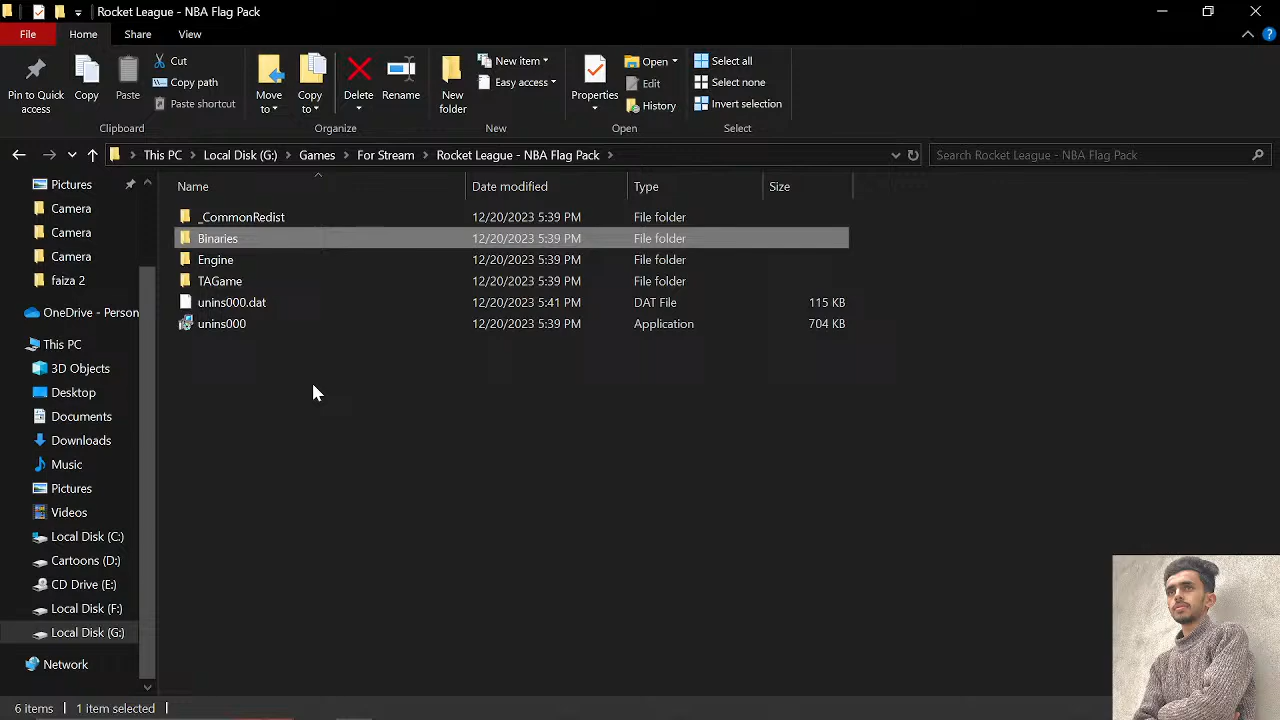 Rocket League - NBA Flag Pack
File Home Share View
Pin to Quick access
Copy
Paste
Cut
Copy path
Paste shortcut
Clipboard
Move to
Copy to
Delete
Rename
Organize
New folder
New item
Easy access
New
Properties
Open
Edit
History
Open
Select all
Select none
Invert selection
Select
This PC Local Disk (G:) Games For Stream Rocket League - NBA Flag Pack
Search Rocket League - NBA Flag Pack
Pictures
Camera
Camera
Camera
faiza 2
OneDrive - Person
This PC
3D Objects
Desktop
Documents
Downloads
Music
Pictures
Videos
Local Disk (C:)
Cartoons (D:)
CD Drive (E:)
Local Disk (F:)
Local Disk (G:)
Network
Name Date modified Type Size
_CommonRedist 12/20/2023 5:39 PM File folder
Binaries 12/20/2023 5:39 PM File folder
Engine 12/20/2023 5:39 PM File folder
TAGame 12/20/2023 5:39 PM File folder
unins000.dat 12/20/2023 5:41 PM DAT File 115 KB
unins000 12/20/2023 5:39 PM Application 704 KB
6 items 1 item selected